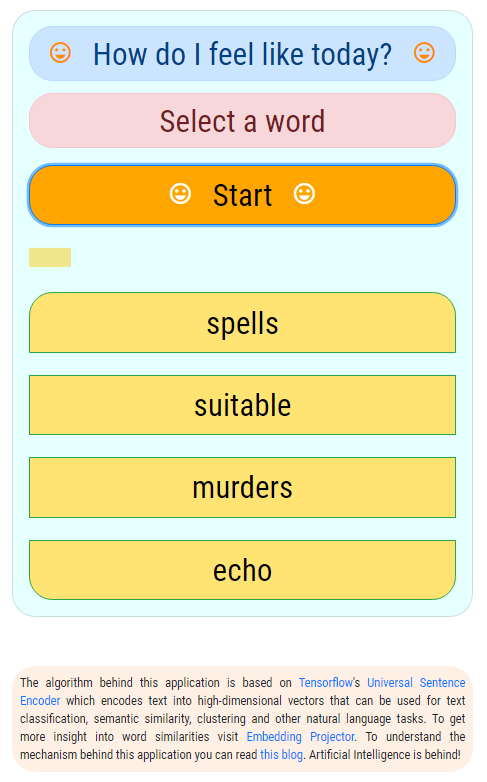 How do I feel like today?
Select a word
Start
spells
suitable
murders
echo
The algorithm behind this application is based on Tensorflow's Universal Sentence
Encoder which encodes text into high-dimensional vectors that can be used for text
classification, semantic similarity, clustering and other natural language tasks. To get
more insight into word similarities visit Embedding Projector. To understand the
mechanism behind this application you can read this blog. Artificial Intelligence is behind!